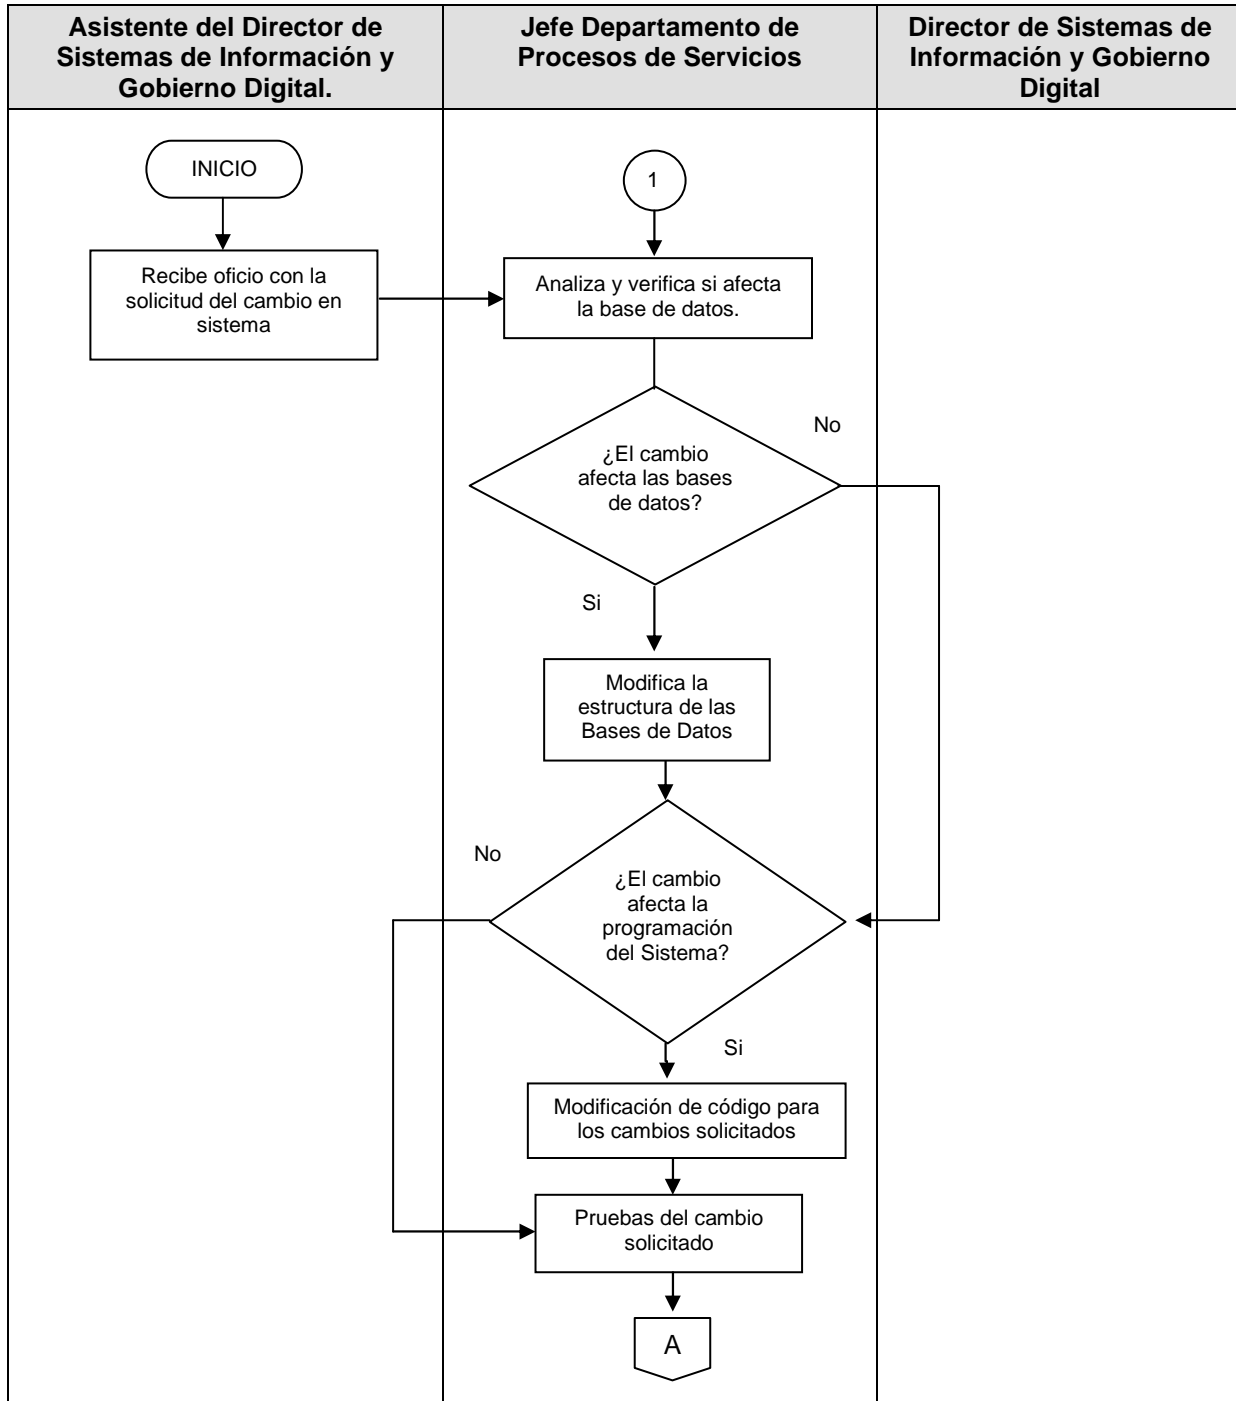 Asistente del Director de
Sistemas de Información y
Gobierno Digital.
Jefe Departamento de
Procesos de Servicios
Director de Sistemas de
Información y Gobierno
Digital
INICIO
1
Recibe oficio con la
solicitud del cambio en
sistema
Analiza y verifica si afecta
la base de datos.
No
¿El cambio
afecta las bases
de datos?
Si
Modifica la
estructura de las
Bases de Datos
No
¿El cambio
afecta la
programación
del Sistema?
Si
Modificación de código para
los cambios solicitados
Pruebas del cambio
solicitado
A